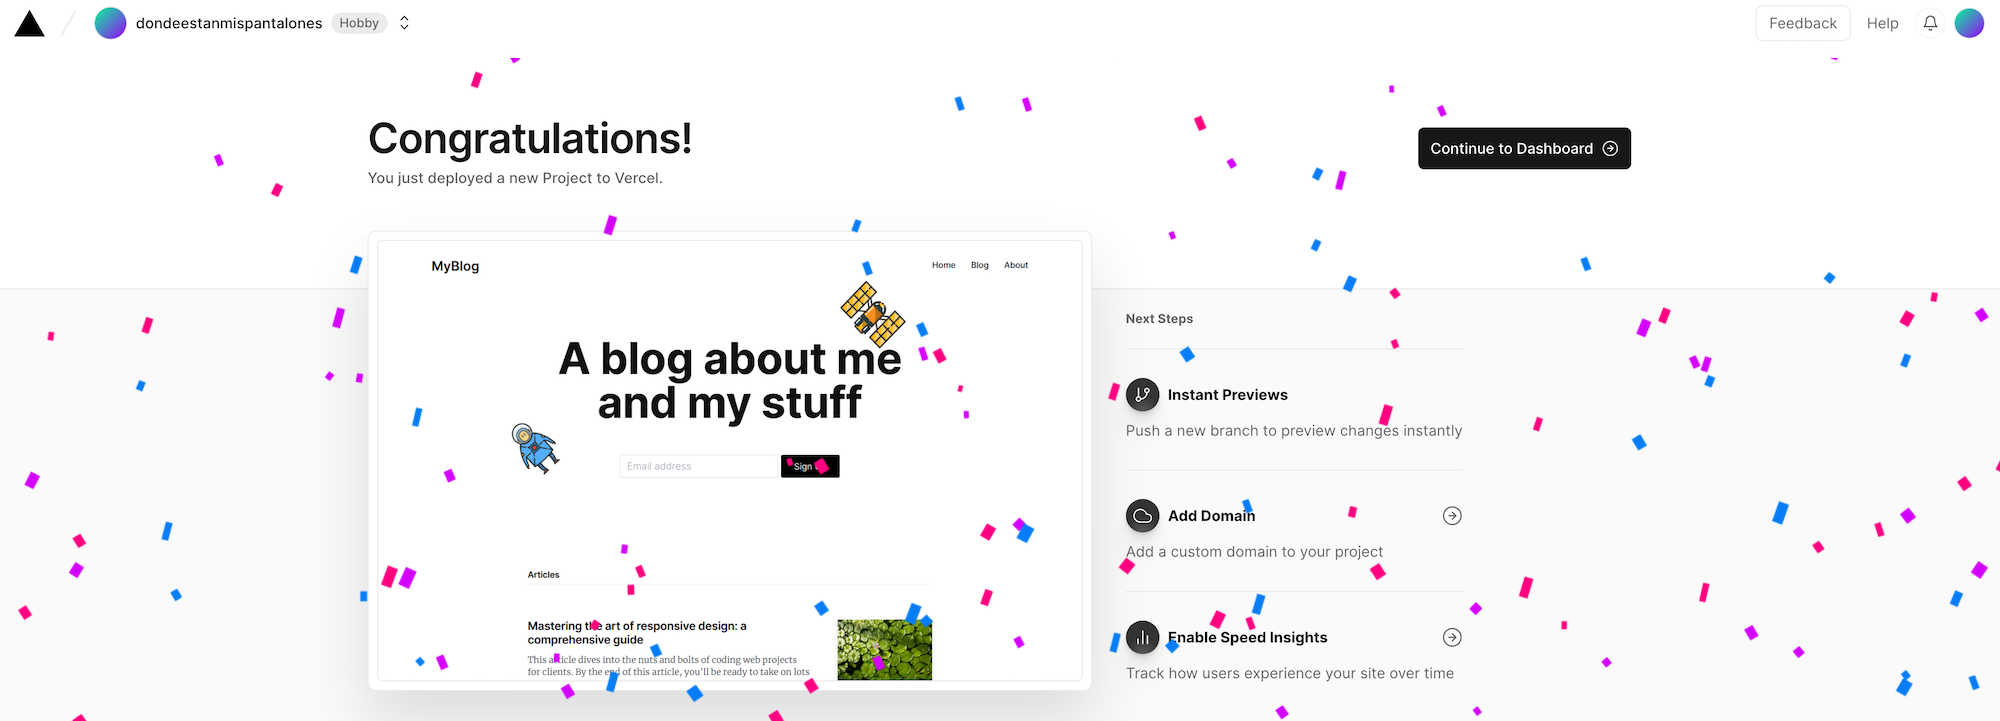 dondeestanmispantalones Hobby
Feedback Help
Congratulations!
You just deployed a new Project to Vercel.
Continue to Dashboard
MyBlog
Home Blog About
A blog about me
and my stuff
Email address
Sign
Articles
Mastering the art of responsive design: a
comprehensive guide
This article dives into the nuts and bolts of coding web projects
for clients. By the end of this article, you'll be ready to take on lots
Next Steps
Instant Previews
Push a new branch to preview changes instantly
Add Domain
Add a custom domain to your project
Enable Speed Insights
Track how users experience your site over time